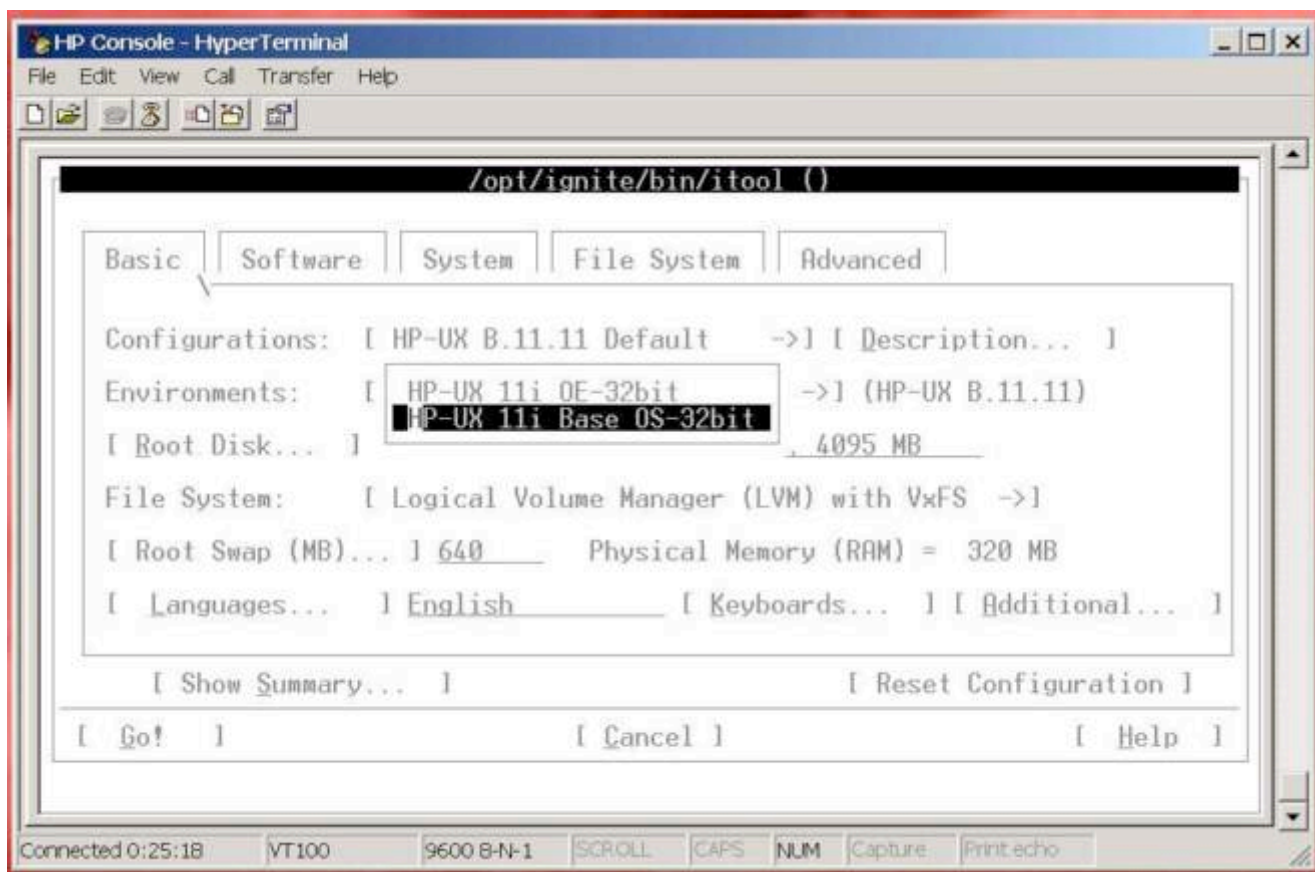 HP Console - HyperTerminal
File Edit View Call Transfer Help
/opt/ignite/bin/itool ()
Basic Software System File System Advanced
Configurations: [ HP-UX B.11.11 Default ->] [ Description... ]
Environments: [ HP-UX 11i OE-32bit ->] (HP-UX B.11.11)
HP-UX 11i Base OS-32bit
[ Root Disk... ] , 4095 MB
File System: [ Logical Volume Manager (LVM) with VxFS ->]
[ Root Swap (MB)... ] 640 Physical Memory (RAM) = 320 MB
[ Languages... ] English [ Keyboards... ] [ Additional... ]
[ Show Summary... ] [ Reset Configuration ]
[ Go! ] [ Cancel ] [ Help ]
Connected 0:25:18 VT100 9600 8-N-1 SCROLL CAPS NUM Capture Print echo